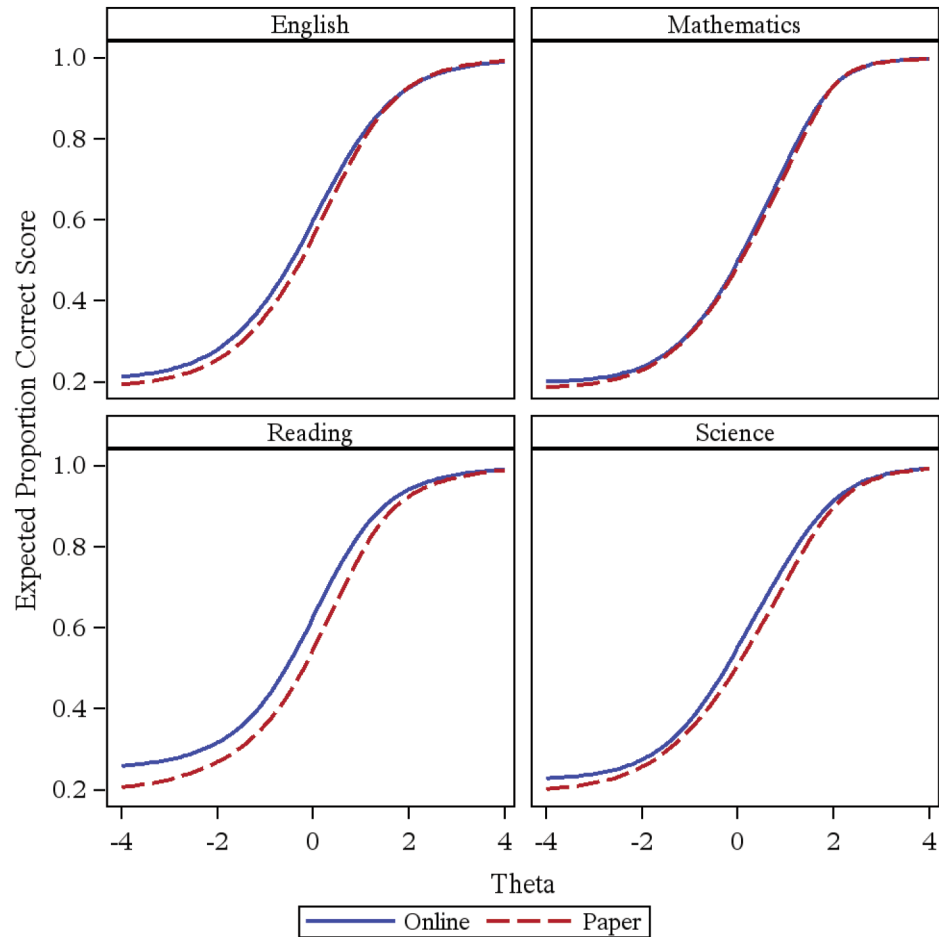 English
Mathematics
1.0
0.8
0.6
0.4
0.2
Reading
Science
1.0
0.8
0.6
0.4
0.2
Expected Proportion Correct Score
-4 -2 0 2 4
-4 -2 0 2 4
Theta
Online Paper